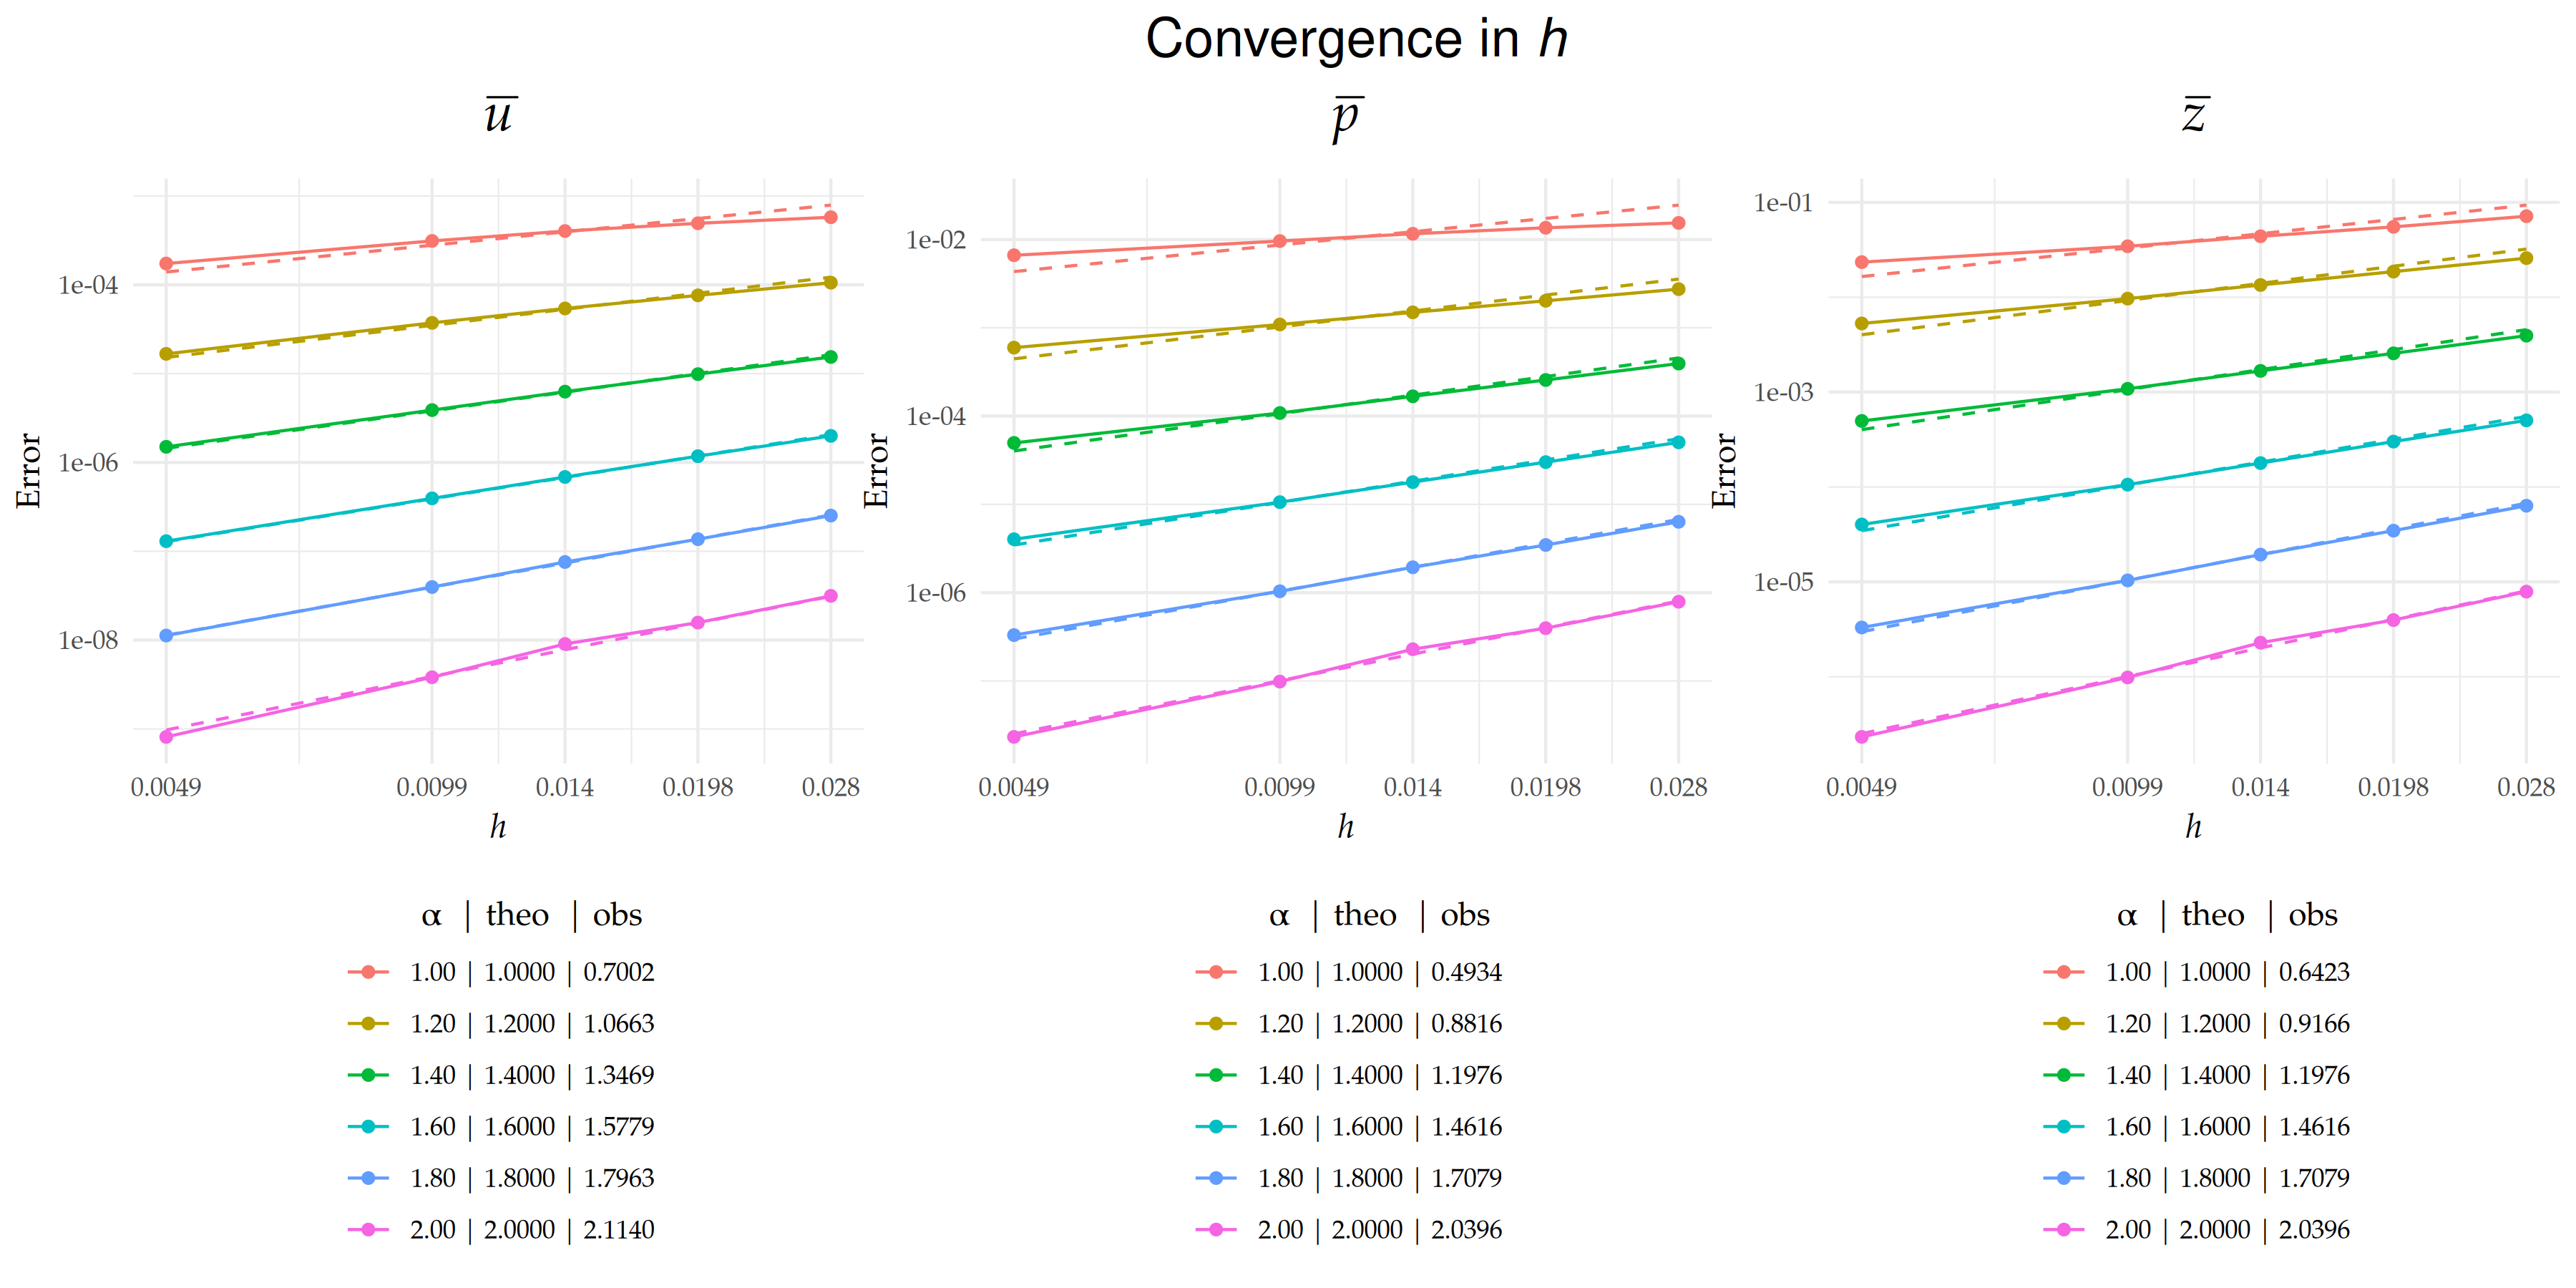 Convergence in h
u̅
p̅
z̅
1e-04
1e-06
1e-08
Error
0.0049 0.0099 0.014 0.0198 0.028
h
1e-02
1e-04
1e-06
Error
0.0049 0.0099 0.014 0.0198 0.028
h
1e-01
1e-03
1e-05
Error
0.0049 0.0099 0.014 0.0198 0.028
h
α | theo | obs
1.00 | 1.0000 | 0.7002
1.20 | 1.2000 | 1.0663
1.40 | 1.4000 | 1.3469
1.60 | 1.6000 | 1.5779
1.80 | 1.8000 | 1.7963
2.00 | 2.0000 | 2.1140
α | theo | obs
1.00 | 1.0000 | 0.4934
1.20 | 1.2000 | 0.8816
1.40 | 1.4000 | 1.1976
1.60 | 1.6000 | 1.4616
1.80 | 1.8000 | 1.7079
2.00 | 2.0000 | 2.0396
α | theo | obs
1.00 | 1.0000 | 0.6423
1.20 | 1.2000 | 0.9166
1.40 | 1.4000 | 1.1976
1.60 | 1.6000 | 1.4616
1.80 | 1.8000 | 1.7079
2.00 | 2.0000 | 2.0396